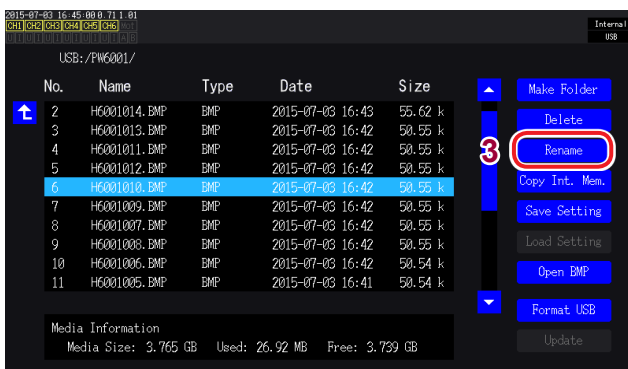 2015-07-03 16:45:00 0.71 1.01
CH1 CH2 CH3 CH4 CH5 CH6
U I U I U I U I U I U I A B
Internal
USB
USB:/PW6001/
No. Name Type Date Size
2 H6001014.BMP BMP 2015-07-03 16:43 55.62 k
3 H6001013.BMP BMP 2015-07-03 16:42 50.55 k
4 H6001011.BMP BMP 2015-07-03 16:42 50.55 k
5 H6001012.BMP BMP 2015-07-03 16:42 50.55 k
6 H6001010.BMP BMP 2015-07-03 16:42 50.55 k
7 H6001009.BMP BMP 2015-07-03 16:42 50.55 k
8 H6001007.BMP BMP 2015-07-03 16:42 50.55 k
9 H6001008.BMP BMP 2015-07-03 16:42 50.55 k
10 H6001006.BMP BMP 2015-07-03 16:42 50.54 k
11 H6001005.BMP BMP 2015-07-03 16:41 50.54 k
Make Folder
Delete
3 Rename
Copy Int. Mem.
Save Setting
Load Setting
Open BMP
Format USB
Update
Media Information
Media Size: 3.765 GB Used: 26.92 MB Free: 3.739 GB